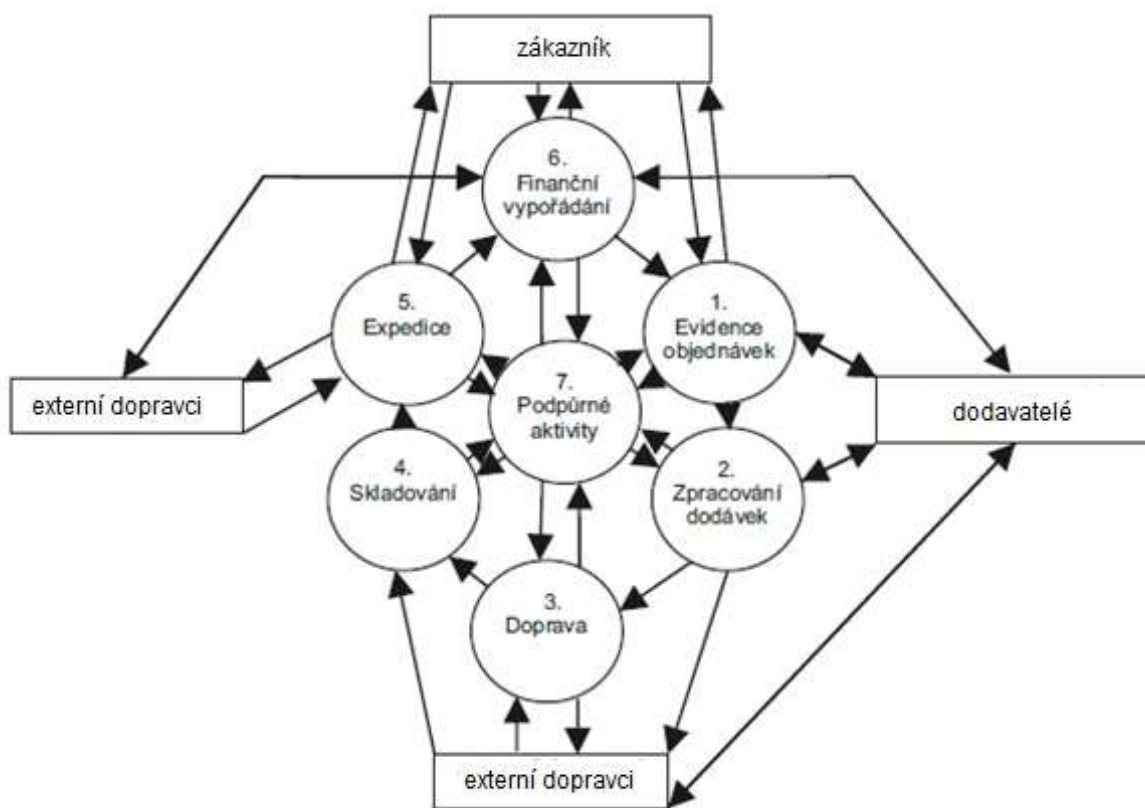 zákazník
6.
Finanční
vypořádání
5.
Expedice
1.
Evidence
objednávek
7.
Podpůrné
aktivity
externí dopravci
dodavatelé
4.
Skladování
2.
Zpracování
dodávek
3.
Doprava
externí dopravci